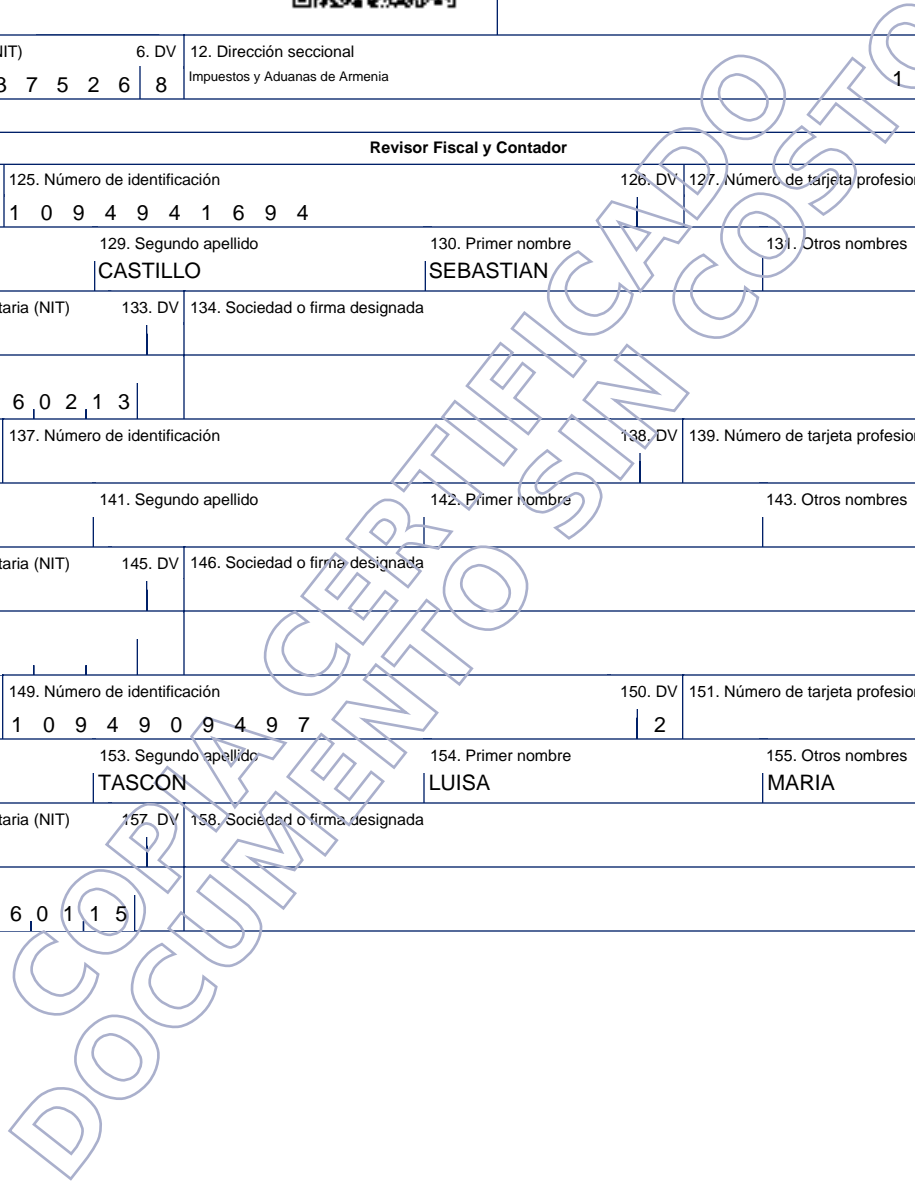 NIT) 6. DV 12. Dirección seccional
3 7 5 2 6 8 Impuestos y Aduanas de Armenia 1
Revisor Fiscal y Contador
125. Número de identificación 126. DV 127. Número de tarjeta profesion
1 0 9 4 9 4 1 6 9 4
129. Segundo apellido 130. Primer nombre 131. Otros nombres
CASTILLO SEBASTIAN
taria (NIT) 133. DV 134. Sociedad o firma designada
6 0 2 1 3
137. Número de identificación 138. DV 139. Número de tarjeta profesion
141. Segundo apellido 142. Primer nombre 143. Otros nombres
taria (NIT) 145. DV 146. Sociedad o firma designada
149. Número de identificación 150. DV 151. Número de tarjeta profesion
1 0 9 4 9 0 9 4 9 7 2
153. Segundo apellido 154. Primer nombre 155. Otros nombres
TASCON LUISA MARIA
taria (NIT) 157. DV 158. Sociedad o firma designada
6 0 1 1 5
COPIA CERTIFICADO
DOCUMENTO SIN COSTO